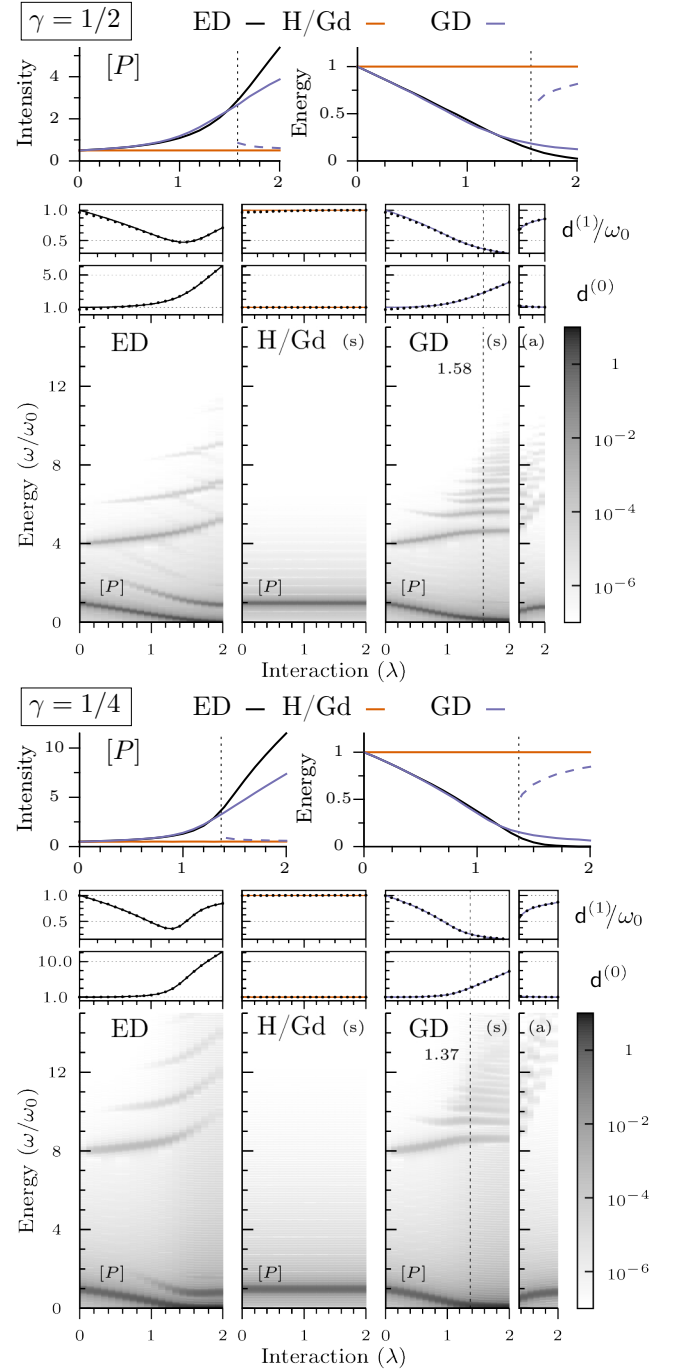 γ = 1/2
ED H/Gd GD
Intensity
[P]
4
2
0
0 1 2
Energy
1
0.5
0
0 1 2
1.0
0.5
d⁽¹⁾/ω₀
5.0
1.0
d⁽⁰⁾
ED
H/Gd (s)
GD (s)
(a)
1.58
Energy (ω/ω₀)
12
8
4
0
[P]
[P]
[P]
0 1 2 0 1 2 0 1 2 2
Interaction (λ)
1
10⁻²
10⁻⁴
10⁻⁶
γ = 1/4
ED H/Gd GD
Intensity
[P]
10
5
0
0 1 2
Energy
1
0.5
0
0 1 2
1.0
0.5
d⁽¹⁾/ω₀
10.0
1.0
d⁽⁰⁾
ED
H/Gd (s)
GD (s)
(a)
1.37
Energy (ω/ω₀)
12
8
4
0
[P]
[P]
[P]
0 1 2 0 1 2 0 1 2 2
Interaction (λ)
1
10⁻²
10⁻⁴
10⁻⁶